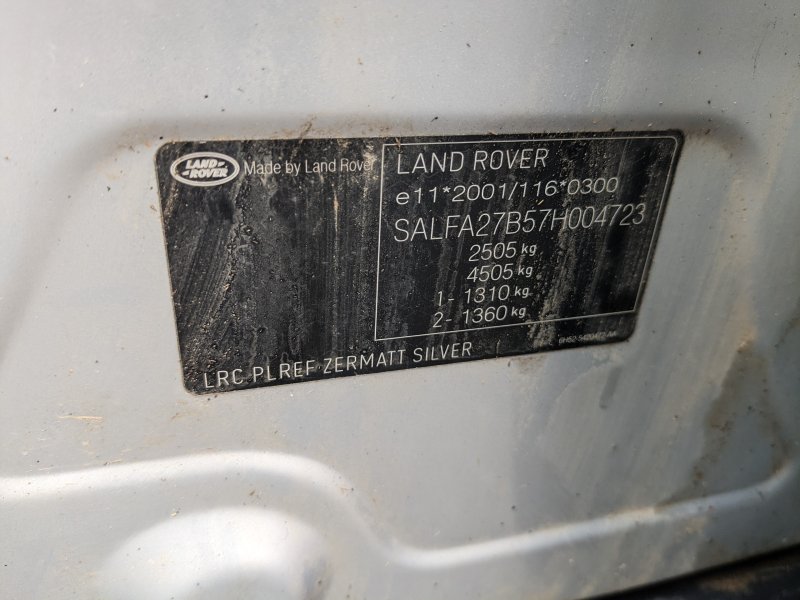 LAND-
ROVER
Made by Land Rover
LAND ROVER
e11*2001/116*0300
SALFA27B57H004723
2505 kg
4505 kg
1- 1310 kg
2- 1360 kg
LRC PLREF ZERMATT SILVER